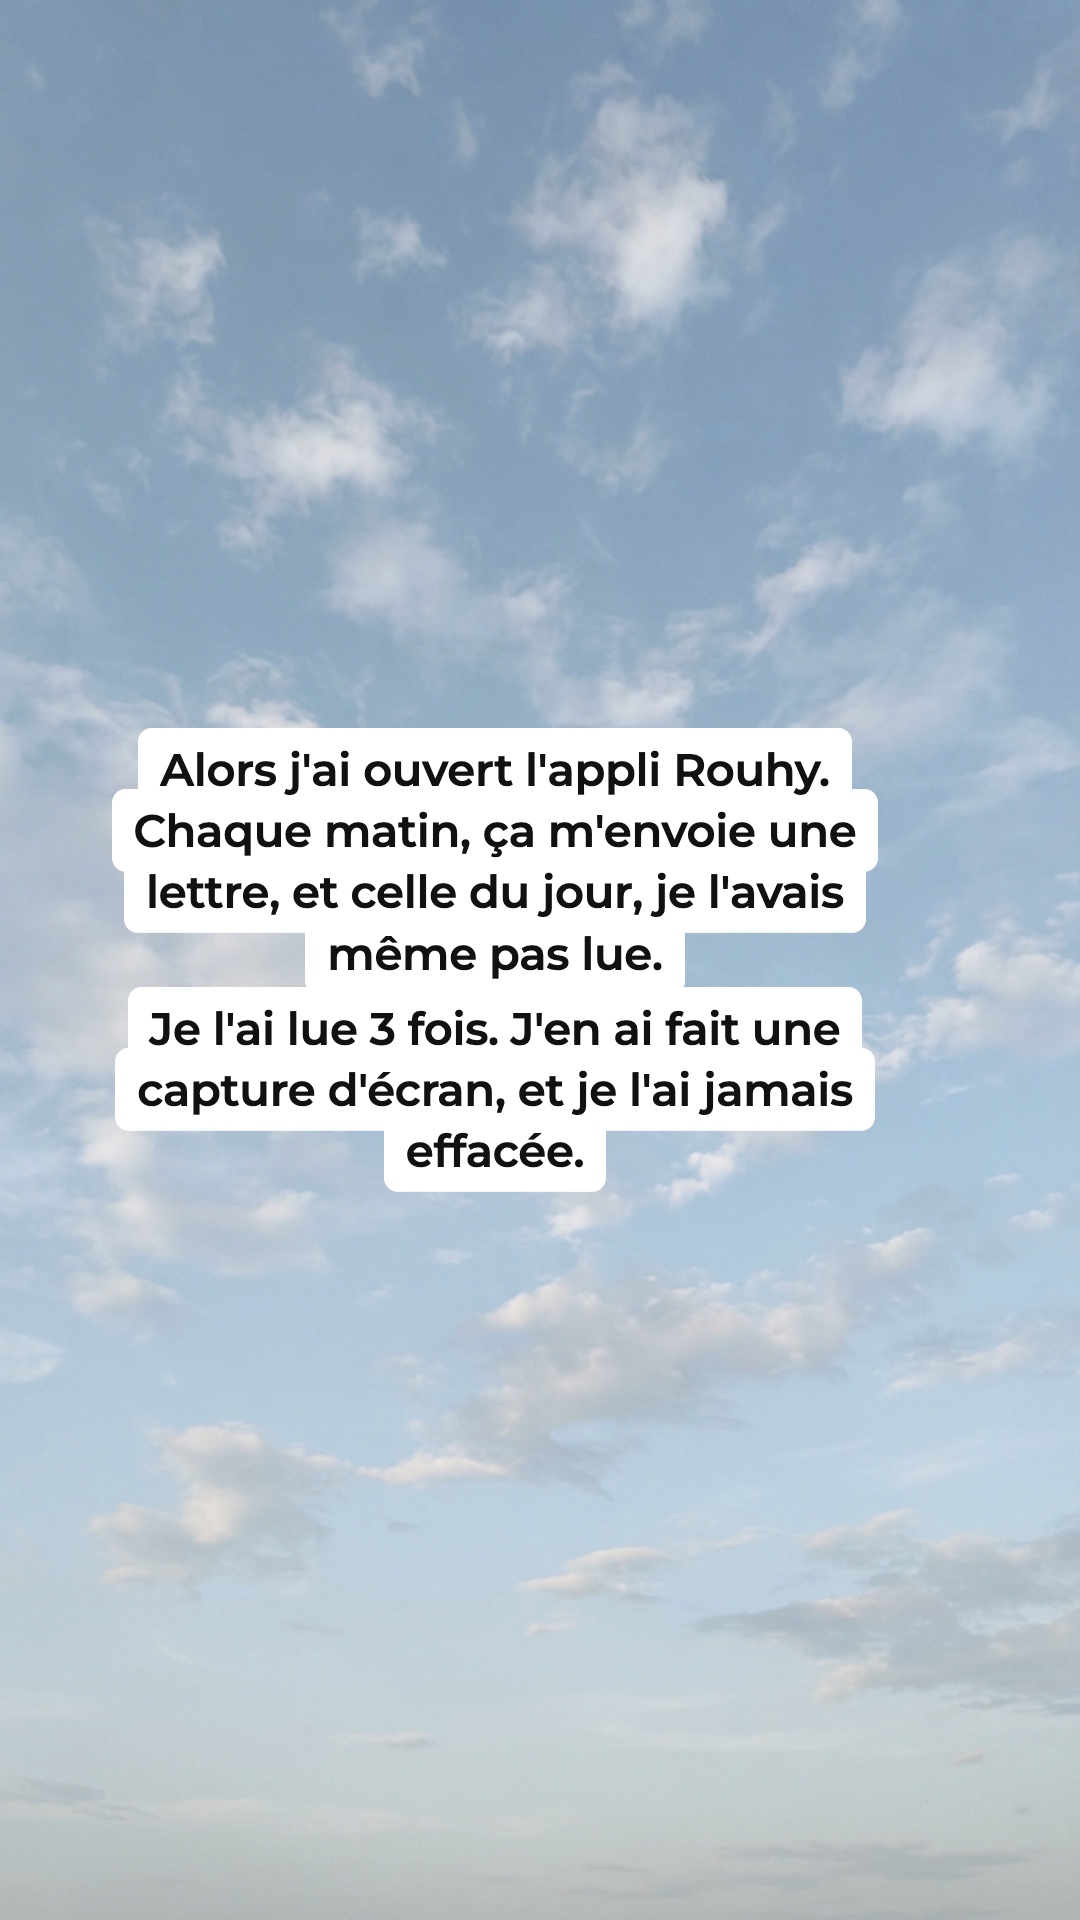 Alors j'ai ouvert l'appli Rouhy.
Chaque matin, ça m'envoie une
lettre, et celle du jour, je l'avais
même pas lue.
Je l'ai lue 3 fois. J'en ai fait une
capture d'écran, et je l'ai jamais
effacée.